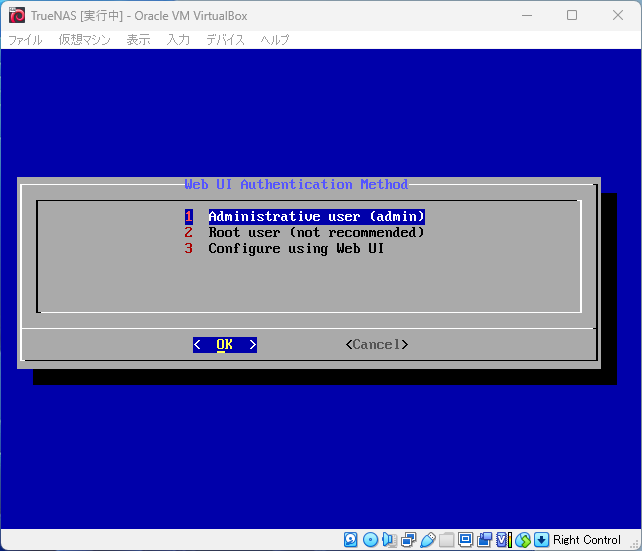 TrueNAS [実行中] - Oracle VM VirtualBox
ファイル 仮想マシン 表示 入力 デバイス ヘルプ
Web UI Authentication Method
1 Administrative user (admin)
2 Root user (not recommended)
3 Configure using Web UI
< OK > <Cancel>
Right Control